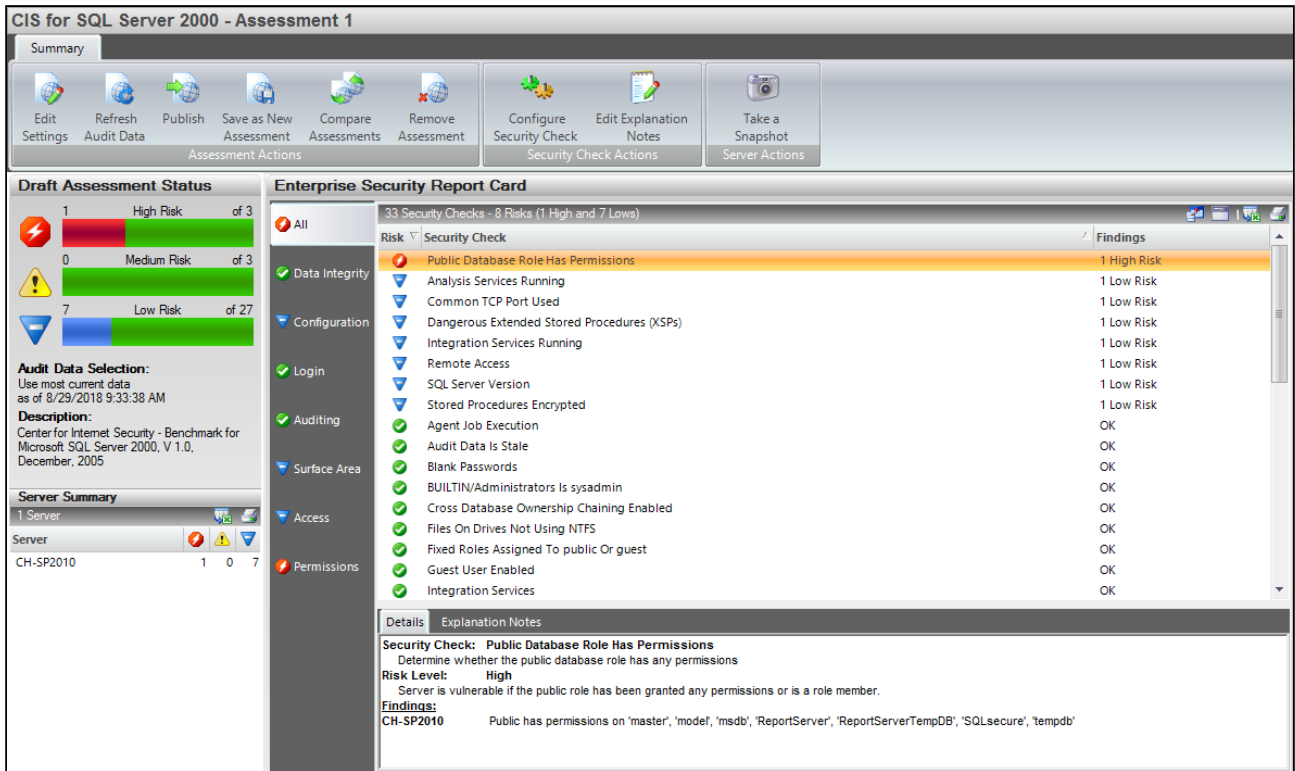 CIS for SQL Server 2000 - Assessment 1
Summary
Edit Settings
Refresh Audit Data
Publish
Save as New Assessment
Compare Assessments
Remove Assessment
Assessment Actions
Configure Security Check
Edit Explanation Notes
Security Check Actions
Take a Snapshot
Server Actions
Draft Assessment Status
1 High Risk of 3
0 Medium Risk of 3
7 Low Risk of 27
Audit Data Selection:
Use most current data
as of 8/29/2018 9:33:38 AM
Description:
Center for Internet Security - Benchmark for
Microsoft SQL Server 2000, V 1.0,
December, 2005
Server Summary
1 Server
Server
CH-SP2010 1 0 7
Enterprise Security Report Card
All
Data Integrity
Configuration
Login
Auditing
Surface Area
Access
Permissions
33 Security Checks - 8 Risks (1 High and 7 Lows)
Risk Security Check Findings
Public Database Role Has Permissions 1 High Risk
Analysis Services Running 1 Low Risk
Common TCP Port Used 1 Low Risk
Dangerous Extended Stored Procedures (XSPs) 1 Low Risk
Integration Services Running 1 Low Risk
Remote Access 1 Low Risk
SQL Server Version 1 Low Risk
Stored Procedures Encrypted 1 Low Risk
Agent Job Execution OK
Audit Data Is Stale OK
Blank Passwords OK
BUILTIN/Administrators Is sysadmin OK
Cross Database Ownership Chaining Enabled OK
Files On Drives Not Using NTFS OK
Fixed Roles Assigned To public Or guest OK
Guest User Enabled OK
Integration Services OK
Details Explanation Notes
Security Check: Public Database Role Has Permissions
Determine whether the public database role has any permissions
Risk Level: High
Server is vulnerable if the public role has been granted any permissions or is a role member.
Findings:
CH-SP2010 Public has permissions on 'master', 'model', 'msdb', 'ReportServer', 'ReportServerTempDB', 'SQLsecure', 'tempdb'